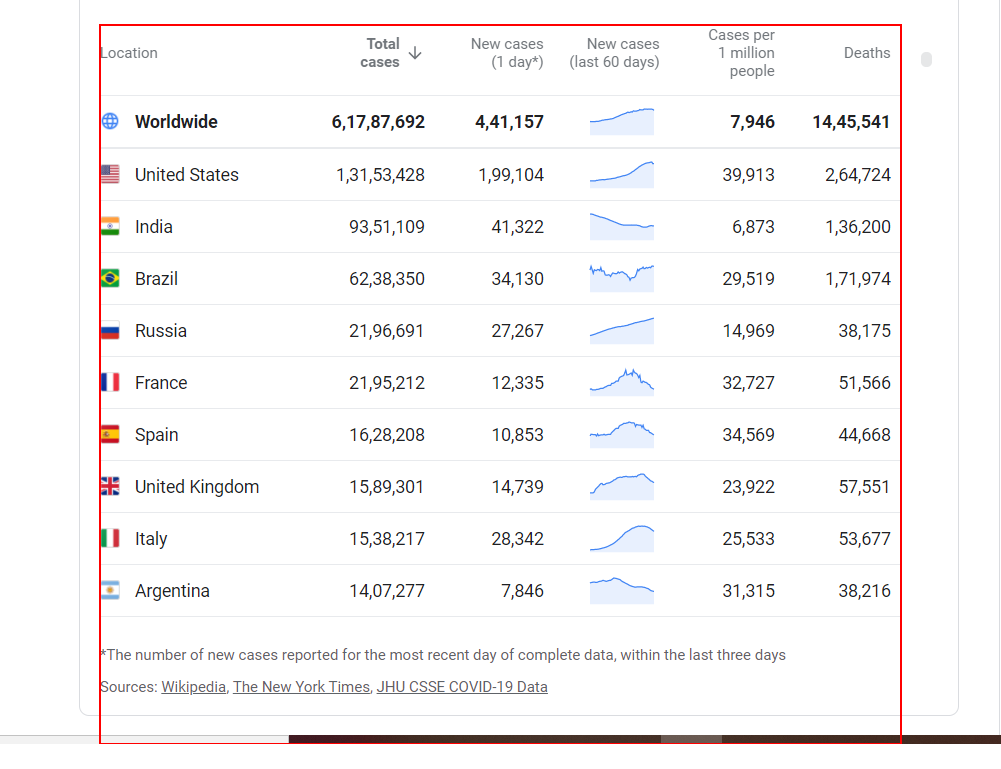 Location Total cases New cases (1 day*) New cases (last 60 days) Cases per 1 million people Deaths
Worldwide 6,17,87,692 4,41,157 7,946 14,45,541
United States 1,31,53,428 1,99,104 39,913 2,64,724
India 93,51,109 41,322 6,873 1,36,200
Brazil 62,38,350 34,130 29,519 1,71,974
Russia 21,96,691 27,267 14,969 38,175
France 21,95,212 12,335 32,727 51,566
Spain 16,28,208 10,853 34,569 44,668
United Kingdom 15,89,301 14,739 23,922 57,551
Italy 15,38,217 28,342 25,533 53,677
Argentina 14,07,277 7,846 31,315 38,216
*The number of new cases reported for the most recent day of complete data, within the last three days
Sources: Wikipedia, The New York Times, JHU CSSE COVID-19 Data